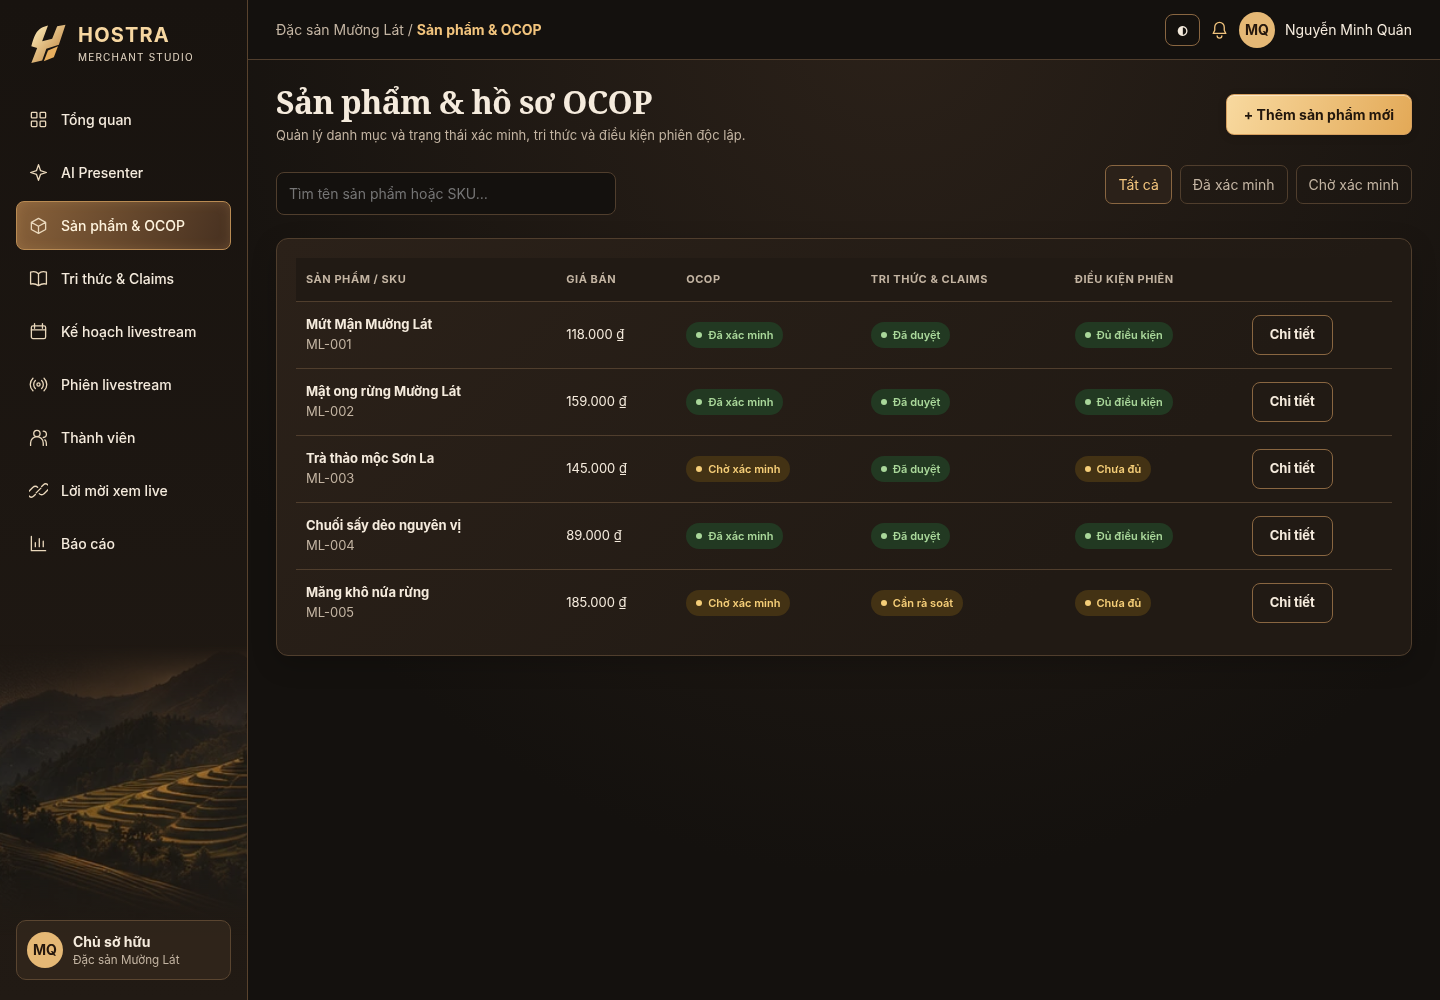 HOSTRA
MERCHANT STUDIO
Tổng quan
AI Presenter
Sản phẩm & OCOP
Tri thức & Claims
Kế hoạch livestream
Phiên livestream
Thành viên
Lời mời xem live
Báo cáo
MQ
Chủ sở hữu
Đặc sản Mường Lát
Đặc sản Mường Lát / Sản phẩm & OCOP
MQ Nguyễn Minh Quân
Sản phẩm & hồ sơ OCOP
Quản lý danh mục và trạng thái xác minh, tri thức và điều kiện phiên độc lập.
+ Thêm sản phẩm mới
Tìm tên sản phẩm hoặc SKU...
Tất cả Đã xác minh Chờ xác minh
SẢN PHẨM / SKU GIÁ BÁN OCOP TRI THỨC & CLAIMS ĐIỀU KIỆN PHIÊN
Mứt Mận Mường Lát
ML-001
118.000 ₫ Đã xác minh Đã duyệt Đủ điều kiện Chi tiết
Mật ong rừng Mường Lát
ML-002
159.000 ₫ Đã xác minh Đã duyệt Đủ điều kiện Chi tiết
Trà thảo mộc Sơn La
ML-003
145.000 ₫ Chờ xác minh Đã duyệt Chưa đủ Chi tiết
Chuối sấy dẻo nguyên vị
ML-004
89.000 ₫ Đã xác minh Đã duyệt Đủ điều kiện Chi tiết
Măng khô nứa rừng
ML-005
185.000 ₫ Chờ xác minh Cần rà soát Chưa đủ Chi tiết